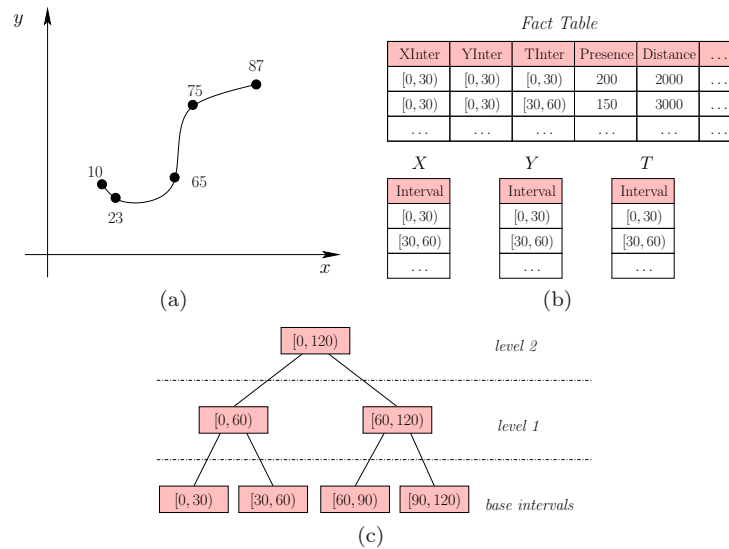 y
87
75
10
65
23
x
(a)
Fact Table
XInter YInter TInter Presence Distance ...
[0, 30) [0, 30) [0, 30) 200 2000 ...
[0, 30) [0, 30) [30, 60) 150 3000 ...
... ... ... ... ... ...
X Y T
Interval Interval Interval
[0, 30) [0, 30) [0, 30)
[30, 60) [30, 60) [30, 60)
... ... ...
(b)
[0, 120) level 2
[0, 60) [60, 120) level 1
[0, 30) [30, 60) [60, 90) [90, 120) base intervals
(c)